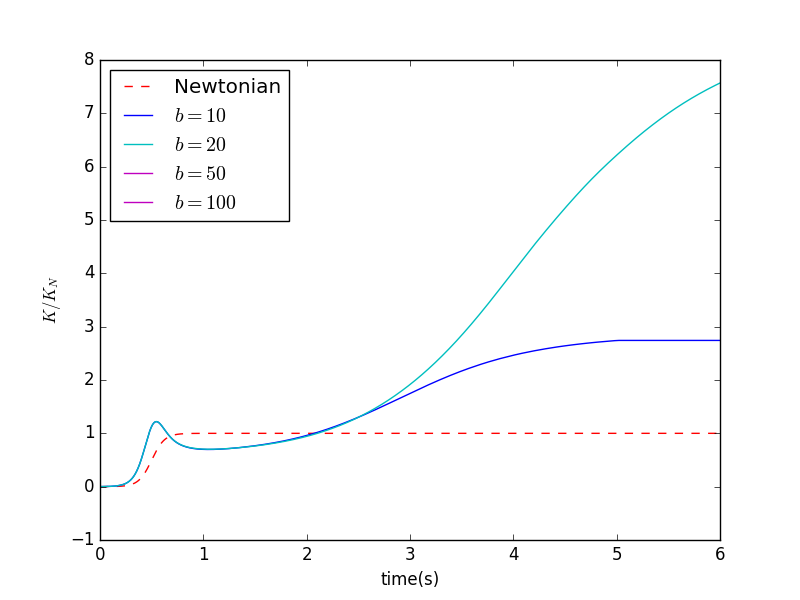 8
7
6
5
4
3
2
1
0
−1
K/K_N
Newtonian
b = 10
b = 20
b = 50
b = 100
0 1 2 3 4 5 6
time(s)